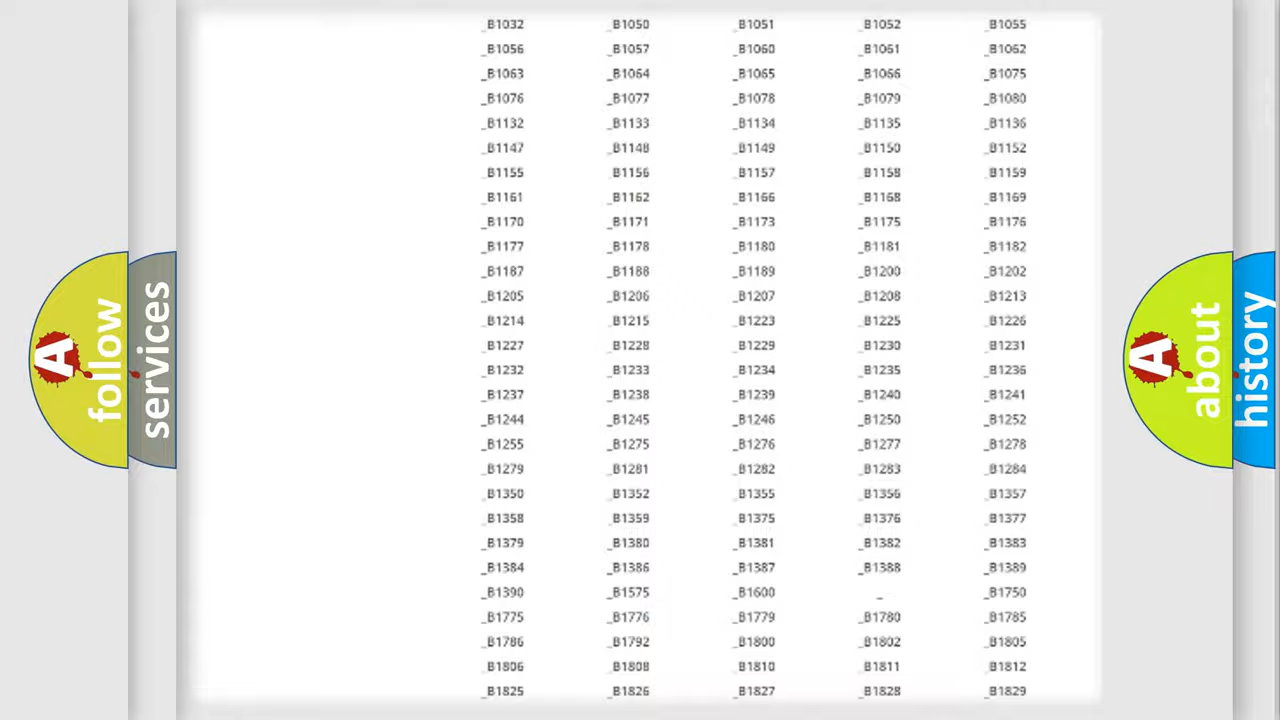 _B1032 _B1050 _B1051 _B1052 _B1055
_B1056 _B1057 _B1060 _B1061 _B1062
_B1063 _B1064 _B1065 _B1066 _B1075
_B1076 _B1077 _B1078 _B1079 _B1080
_B1132 _B1133 _B1134 _B1135 _B1136
_B1147 _B1148 _B1149 _B1150 _B1152
_B1155 _B1156 _B1157 _B1158 _B1159
_B1161 _B1162 _B1166 _B1168 _B1169
_B1170 _B1171 _B1173 _B1175 _B1176
_B1177 _B1178 _B1180 _B1181 _B1182
_B1187 _B1188 _B1189 _B1200 _B1202
_B1205 _B1206 _B1207 _B1208 _B1213
_B1214 _B1215 _B1223 _B1225 _B1226
_B1227 _B1228 _B1229 _B1230 _B1231
_B1232 _B1233 _B1234 _B1235 _B1236
_B1237 _B1238 _B1239 _B1240 _B1241
_B1244 _B1245 _B1246 _B1250 _B1252
_B1255 _B1275 _B1276 _B1277 _B1278
_B1279 _B1281 _B1282 _B1283 _B1284
_B1350 _B1352 _B1355 _B1356 _B1357
_B1358 _B1359 _B1375 _B1376 _B1377
_B1379 _B1380 _B1381 _B1382 _B1383
_B1384 _B1386 _B1387 _B1388 _B1389
_B1390 _B1575 _B1600 _ _B1750
_B1775 _B1776 _B1779 _B1780 _B1785
_B1786 _B1792 _B1800 _B1802 _B1805
_B1806 _B1808 _B1810 _B1811 _B1812
_B1825 _B1826 _B1827 _B1828 _B1829
A follow
services
A about
history